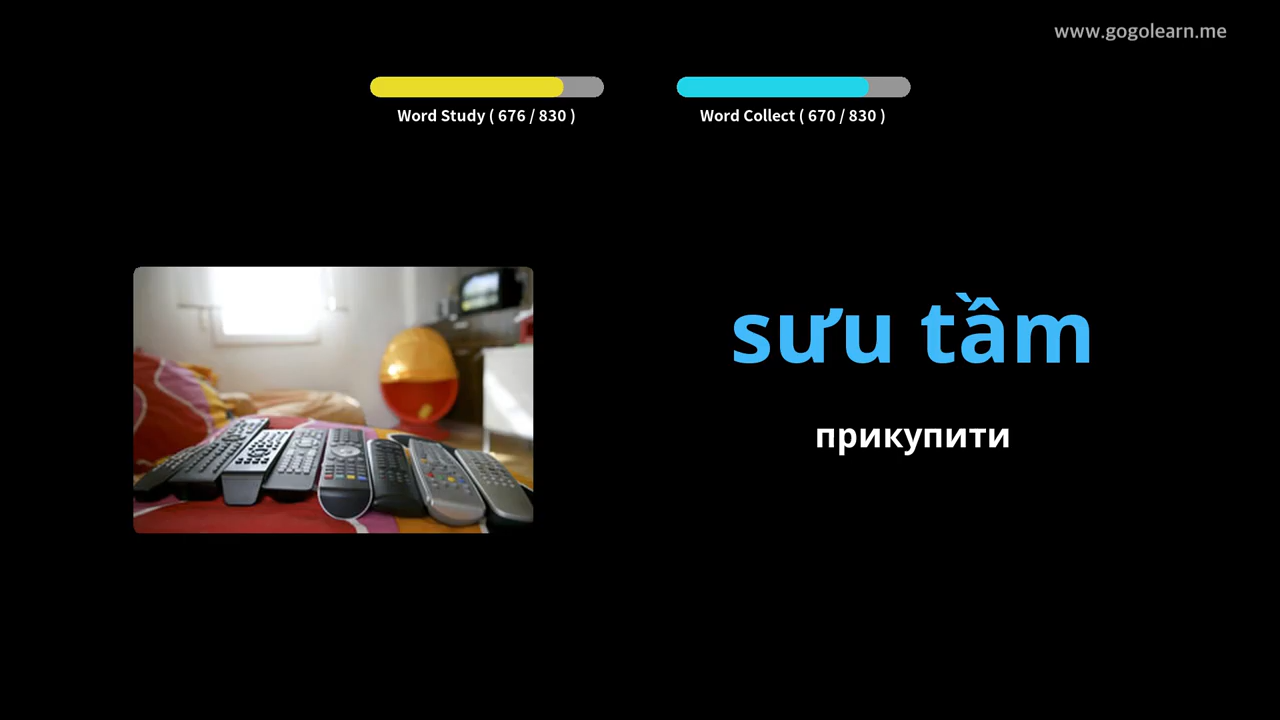 www.gogolearn.me
Word Study ( 676 / 830 )
Word Collect ( 670 / 830 )
sưu tầm
прикупити